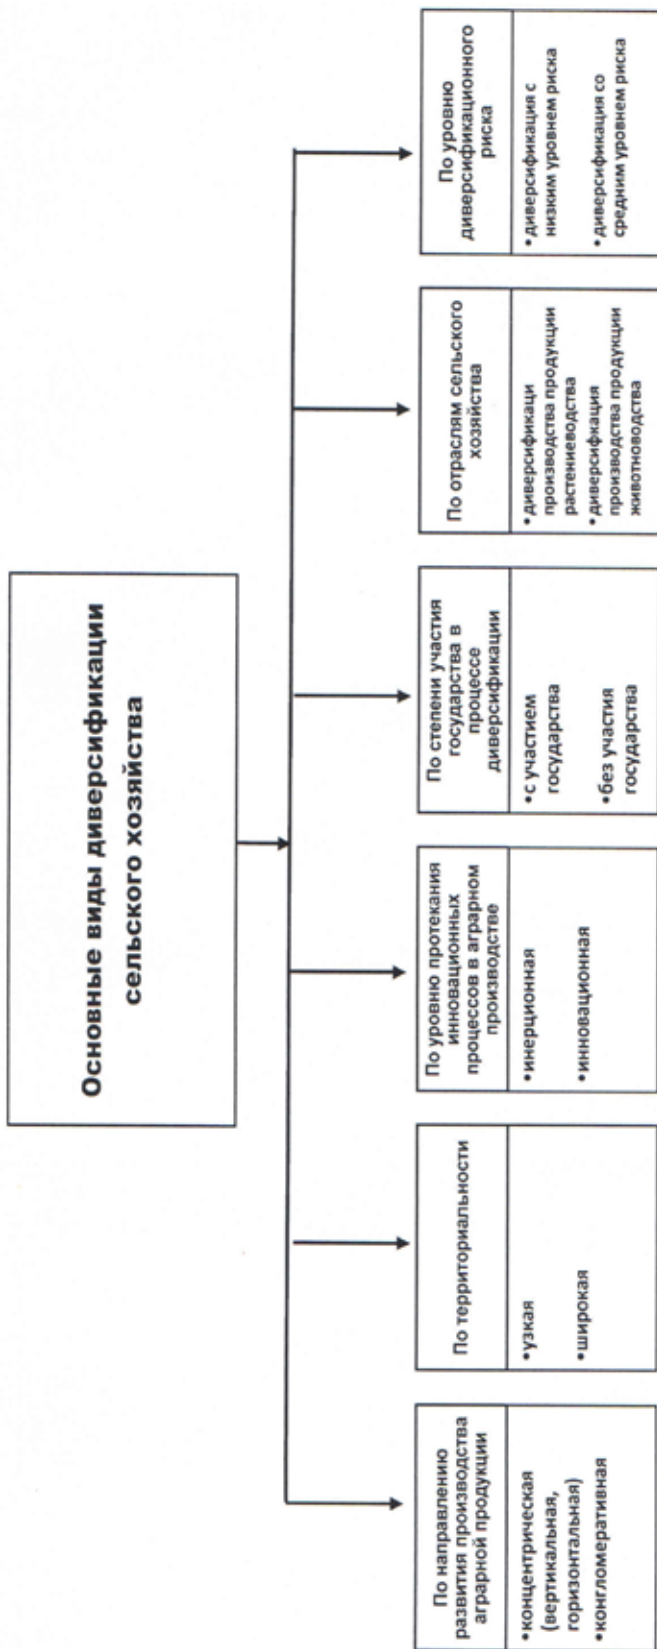 Основные виды диверсификации
сельского хозяйства
По направлению
развития производства
аграрной продукции
•концентрическая
(вертикальная,
горизонтальная)
•конгломеративная
По территориальности
•узкая
•широкая
По уровню протекания
инновационных
процессов в аграрном
производстве
•инерционная
•инновационная
По степени участия
государства в
процессе
диверсификации
•с участием
государства
•без участия
государства
По отраслям сельского
хозяйства
•диверсификаци
производства продукции
растениеводства
•диверсифкация
производства продукции
животноводства
По уровню
диверсификационного
риска
•диверсификация с
низким уровнем риска
•диверсификация со
средним уровнем риска